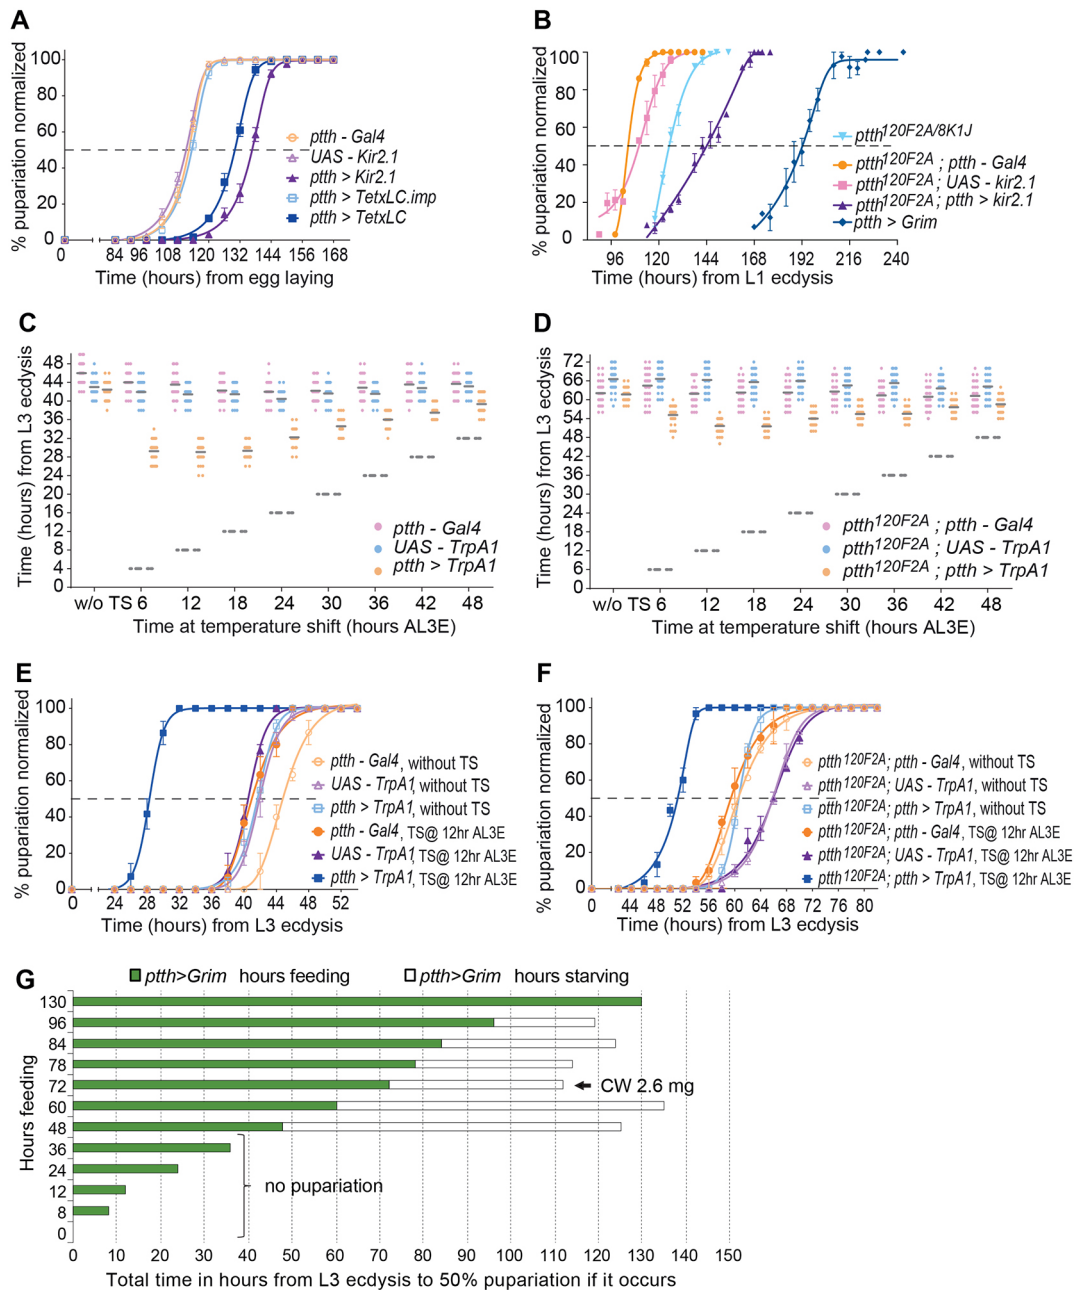 A
% pupariation normalized
100
80
60
40
20
0
0 84 96 108 120 132 144 156 168
Time (hours) from egg laying
ptth - Gal4
UAS - Kir2.1
ptth > Kir2.1
ptth > TetxLC.imp
ptth > TetxLC
B
% pupariation normalized
100
80
60
40
20
0
96 120 144 168 192 216 240
Time (hours) from L1 ecdysis
ptth120F2A/8K1J
ptth120F2A ; ptth - Gal4
ptth120F2A ; UAS - kir2.1
ptth120F2A ; ptth > kir2.1
ptth > Grim
C
Time (hours) from L3 ecdysis
48
44
40
36
32
28
24
20
16
12
8
4
0
w/o TS 6 12 18 24 30 36 42 48
Time at temperature shift (hours AL3E)
ptth - Gal4
UAS - TrpA1
ptth > TrpA1
D
Time (hours) from L3 ecdysis
72
66
60
54
48
42
36
30
24
18
12
6
0
w/o TS 6 12 18 24 30 36 42 48
Time at temperature shift (hours AL3E)
ptth120F2A ; ptth - Gal4
ptth120F2A ; UAS - TrpA1
ptth120F2A ; ptth > TrpA1
E
% pupariation normalized
100
80
60
40
20
0
0 24 28 32 36 40 44 48 52
Time (hours) from L3 ecdysis
ptth - Gal4, without TS
UAS - TrpA1, without TS
ptth > TrpA1, without TS
ptth - Gal4, TS@ 12hr AL3E
UAS - TrpA1, TS@ 12hr AL3E
ptth > TrpA1, TS@ 12hr AL3E
F
% pupariation normalized
100
80
60
40
20
0
0 44 48 52 56 60 64 68 72 76 80
Time (hours) from L3 ecdysis
ptth120F2A; ptth - Gal4, without TS
ptth120F2A; UAS - TrpA1, without TS
ptth120F2A; ptth > TrpA1, without TS
ptth120F2A; ptth - Gal4, TS@ 12hr AL3E
ptth120F2A; UAS - TrpA1, TS@ 12hr AL3E
ptth120F2A; ptth > TrpA1, TS@ 12hr AL3E
G
ptth>Grim hours feeding
ptth>Grim hours starving
Hours feeding
130
96
84
78
72
60
48
36
24
12
8
0
CW 2.6 mg
no pupariation
0 10 20 30 40 50 60 70 80 90 100 110 120 130 140 150
Total time in hours from L3 ecdysis to 50% pupariation if it occurs